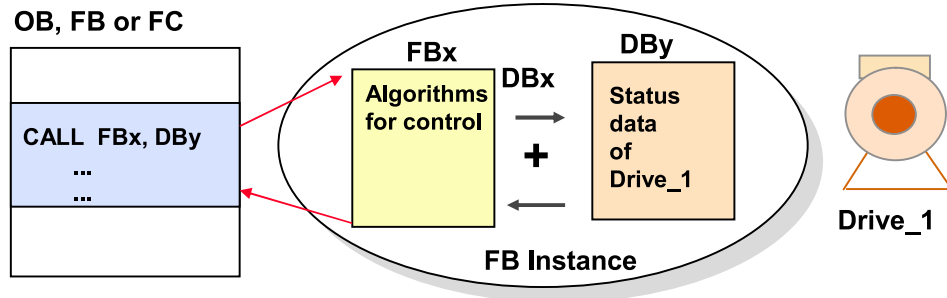 OB, FB or FC
CALL FBx, DBy
...
...
FBx
Algorithms
for control
DBx
+
DBy
Status
data
of
Drive_1
FB Instance
Drive_1